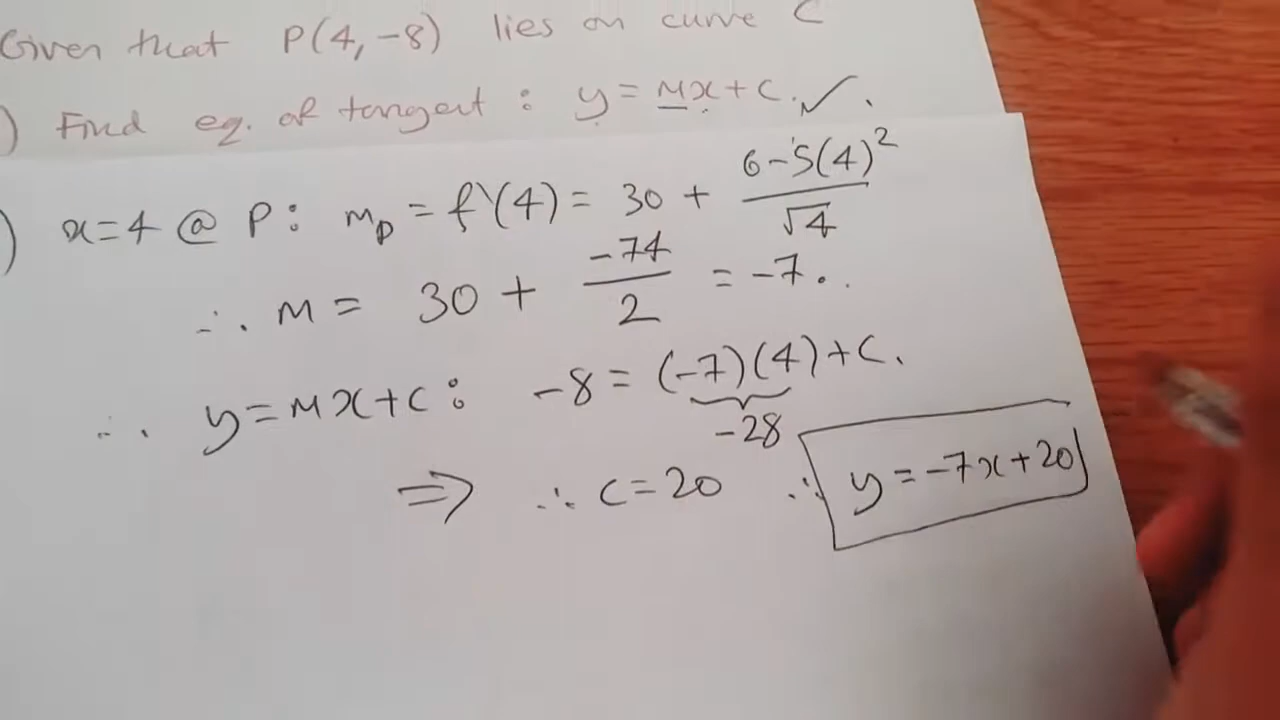 Given that P(4, -8) lies on curve C
) Find eq. of tangent : y = mx + c. ✓.
) x=4 @ P: m_p = f'(4) = 30 + (6-5(4)^2)/√4
∴ m = 30 + -74/2 = -7.
∴ y = mx+c : -8 = (-7)(4)+c.
-28
⇒ ∴ c = 20 ∴ y = -7x+20